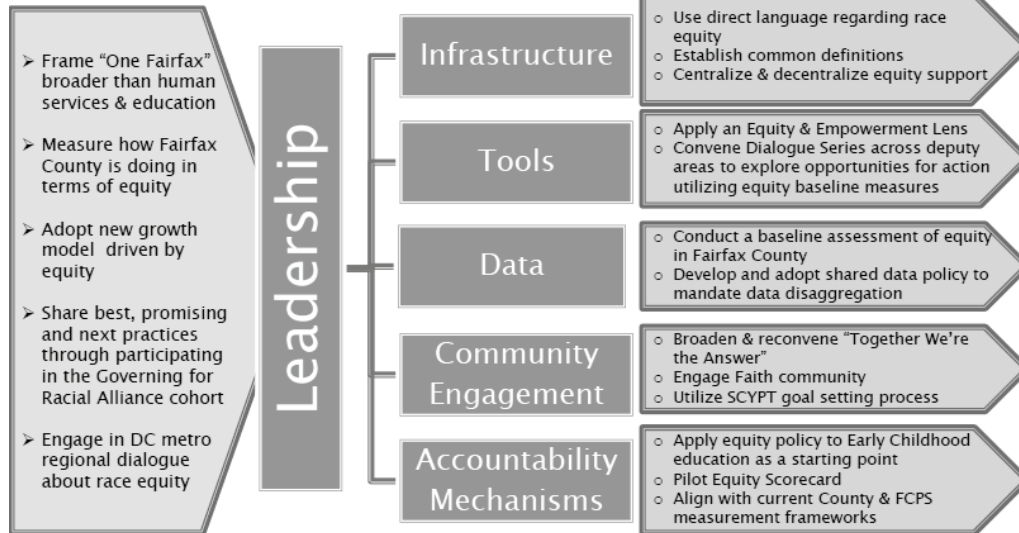 ➢ Frame “One Fairfax”
broader than human
services & education
➢ Measure how Fairfax
County is doing in
terms of equity
➢ Adopt new growth
model driven by
equity
➢ Share best, promising
and next practices
through participating
in the Governing for
Racial Alliance cohort
➢ Engage in DC metro
regional dialogue
about race equity
Leadership
Infrastructure
o Use direct language regarding race
equity
o Establish common definitions
o Centralize & decentralize equity support
Tools
o Apply an Equity & Empowerment Lens
o Convene Dialogue Series across deputy
areas to explore opportunities for action
utilizing equity baseline measures
Data
o Conduct a baseline assessment of equity
in Fairfax County
o Develop and adopt shared data policy to
mandate data disaggregation
Community
Engagement
o Broaden & reconvene “Together We’re
the Answer”
o Engage Faith community
o Utilize SCYPT goal setting process
Accountability
Mechanisms
o Apply equity policy to Early Childhood
education as a starting point
o Pilot Equity Scorecard
o Align with current County & FCPS
measurement frameworks